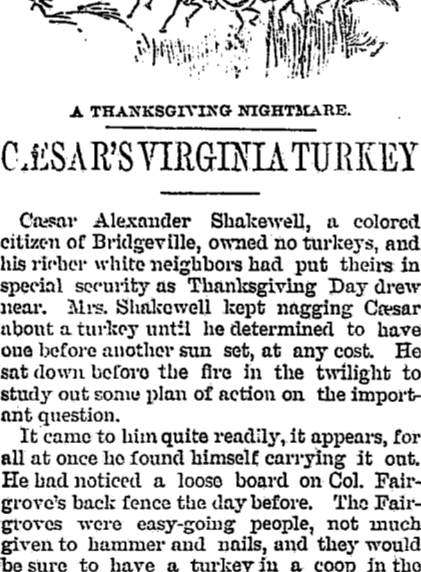 A THANKSGIVING NIGHTMARE.
CÆSAR'S VIRGINIA TURKEY
Cæsar Alexander Shakewell, a colored
citizen of Bridgeville, owned no turkeys, and
his richer white neighbors had put theirs in
special security as Thanksgiving Day drew
near. Mrs. Shakewell kept nagging Cæsar
about a turkey until he determined to have
one before another sun set, at any cost. He
sat down before the fire in the twilight to
study out some plan of action on the import-
ant question.
It came to him quite readily, it appears, for
all at once he found himself carrying it out.
He had noticed a loose board on Col. Fair-
grove's back fence the day before. The Fair-
groves were easy-going people, not much
given to hammer and nails, and they would
be sure to have a turkey in a coop in the